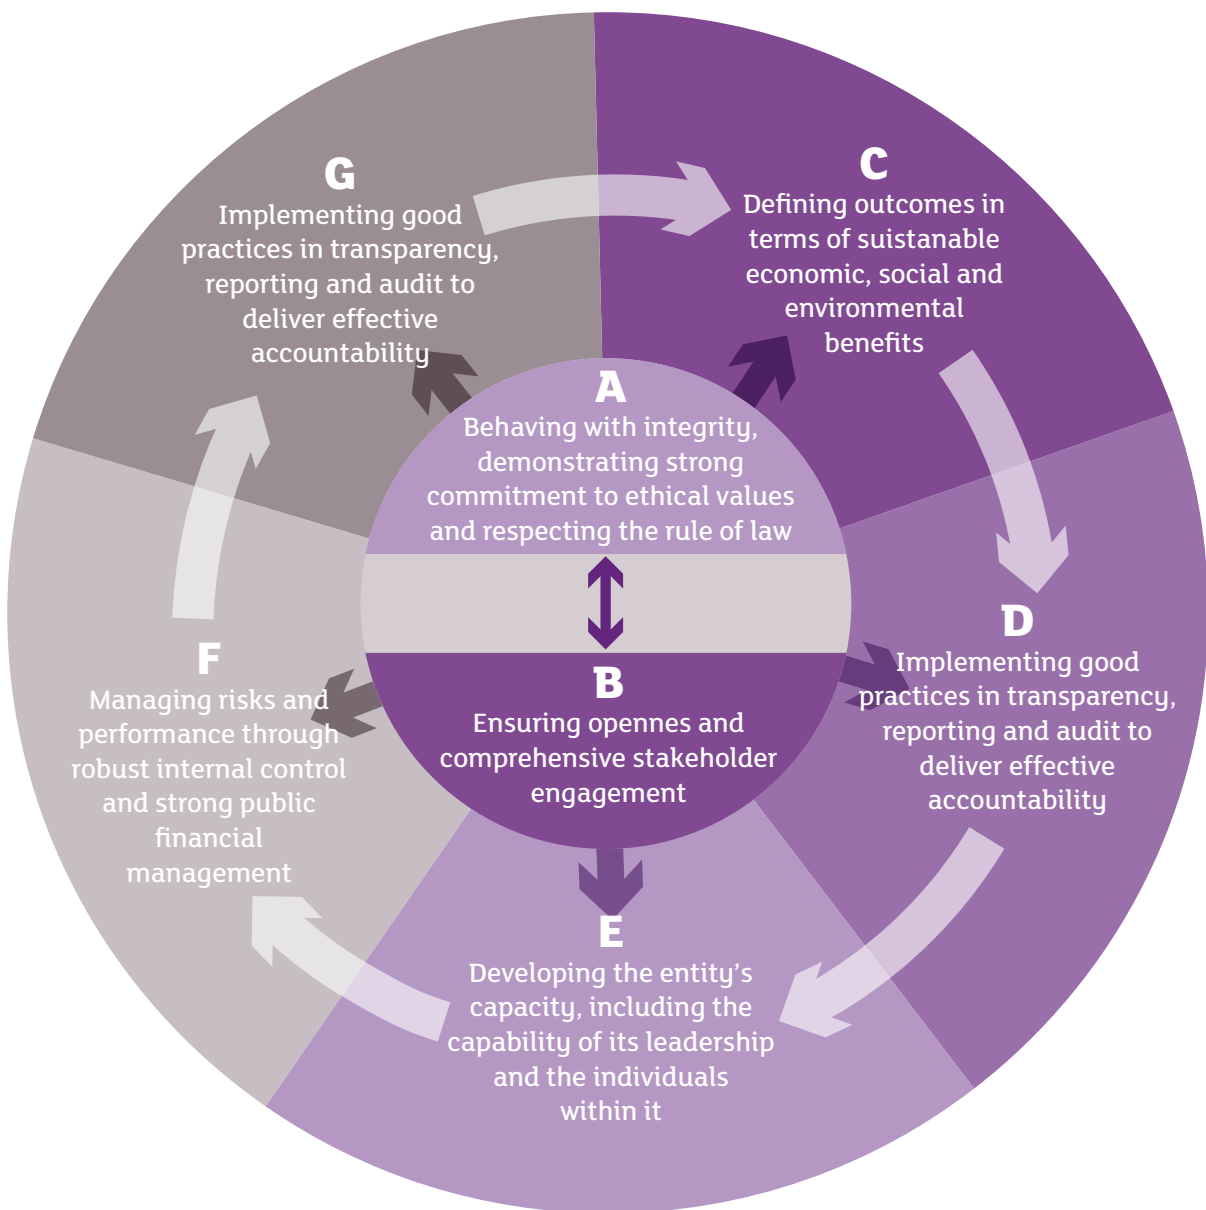 A
Behaving with integrity,
demonstrating strong
commitment to ethical values
and respecting the rule of law
B
Ensuring opennes and
comprehensive stakeholder
engagement
C
Defining outcomes in
terms of suistanable
economic, social and
environmental
benefits
D
Implementing good
practices in transparency,
reporting and audit to
deliver effective
accountability
E
Developing the entity’s
capacity, including the
capability of its leadership
and the individuals
within it
F
Managing risks and
performance through
robust internal control
and strong public
financial
management
G
Implementing good
practices in transparency,
reporting and audit to
deliver effective
accountability